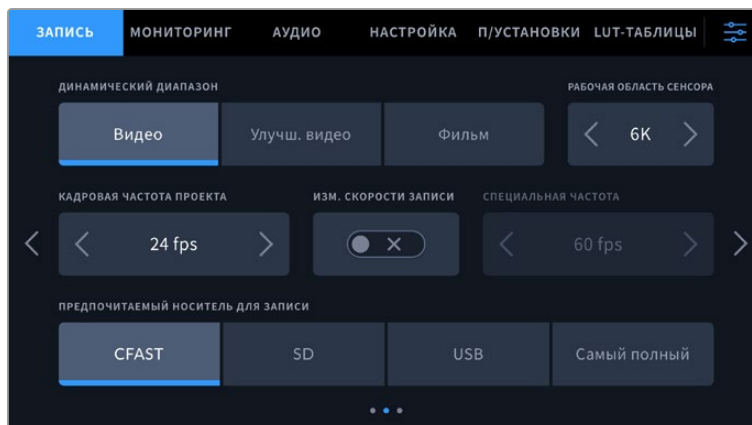 ЗАПИСЬ МОНИТОРИНГ АУДИО НАСТРОЙКА П/УСТАНОВКИ LUT-ТАБЛИЦЫ
ДИНАМИЧЕСКИЙ ДИАПАЗОН РАБОЧАЯ ОБЛАСТЬ СЕНСОРА
Видео Улучш. видео Фильм 6K
КАДРОВАЯ ЧАСТОТА ПРОЕКТА ИЗМ. СКОРОСТИ ЗАПИСИ СПЕЦИАЛЬНАЯ ЧАСТОТА
24 fps 60 fps
ПРЕДПОЧИТАЕМЫЙ НОСИТЕЛЬ ДЛЯ ЗАПИСИ
CFAST SD USB Самый полный